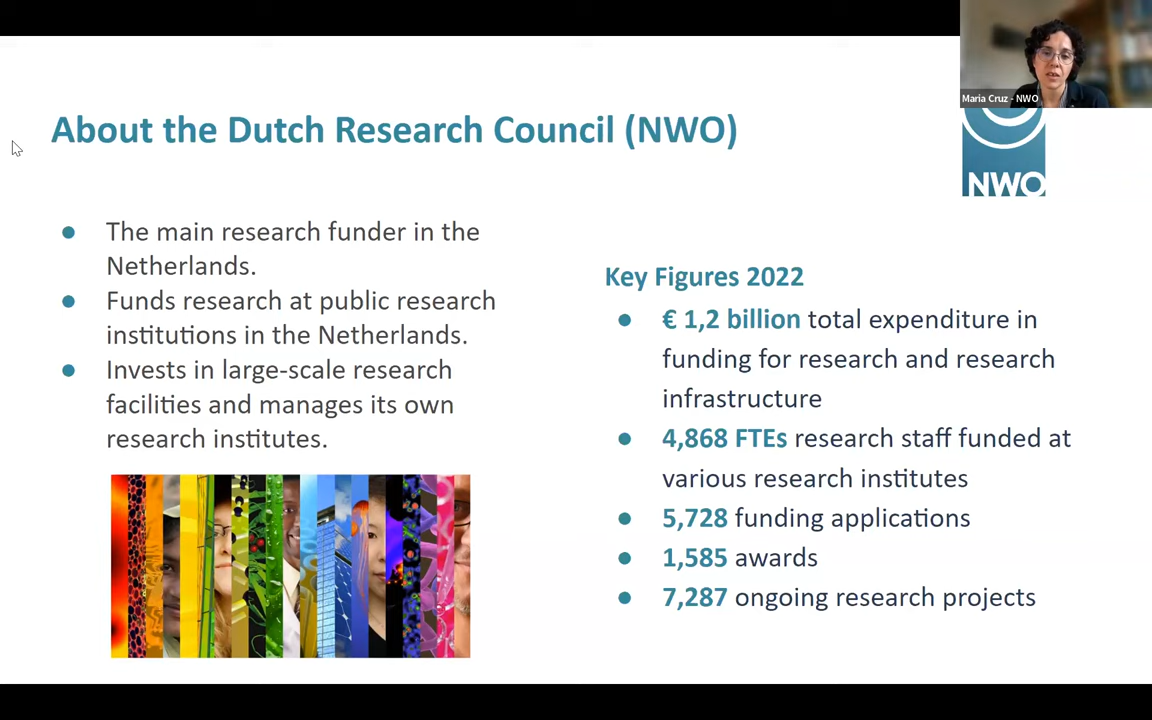 Maria Cruz - NWO
About the Dutch Research Council (NWO)
NWO
● The main research funder in the
Netherlands.
● Funds research at public research
institutions in the Netherlands.
● Invests in large-scale research
facilities and manages its own
research institutes.
Key Figures 2022
● € 1,2 billion total expenditure in
funding for research and research
infrastructure
● 4,868 FTEs research staff funded at
various research institutes
● 5,728 funding applications
● 1,585 awards
● 7,287 ongoing research projects